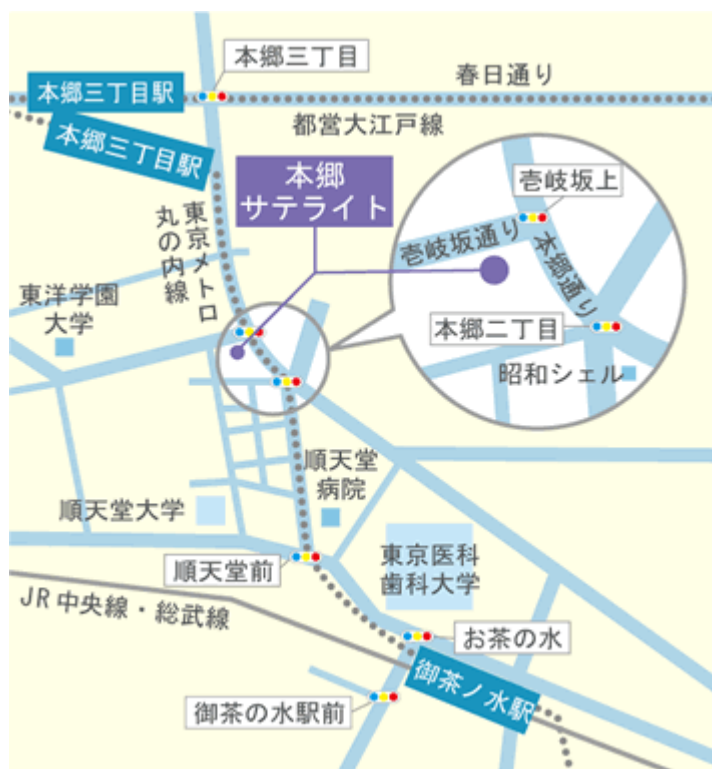 本郷三丁目
春日通り
本郷三丁目駅
都営大江戸線
本郷三丁目駅
本郷
サテライト
壱岐坂上
東京メトロ
丸の内線
壱岐坂通り
本郷通り
東洋学園
大学
本郷二丁目
昭和シェル
順天堂
病院
順天堂大学
順天堂前
東京医科
歯科大学
JR中央線・総武線
お茶の水
御茶ノ水駅
御茶の水駅前